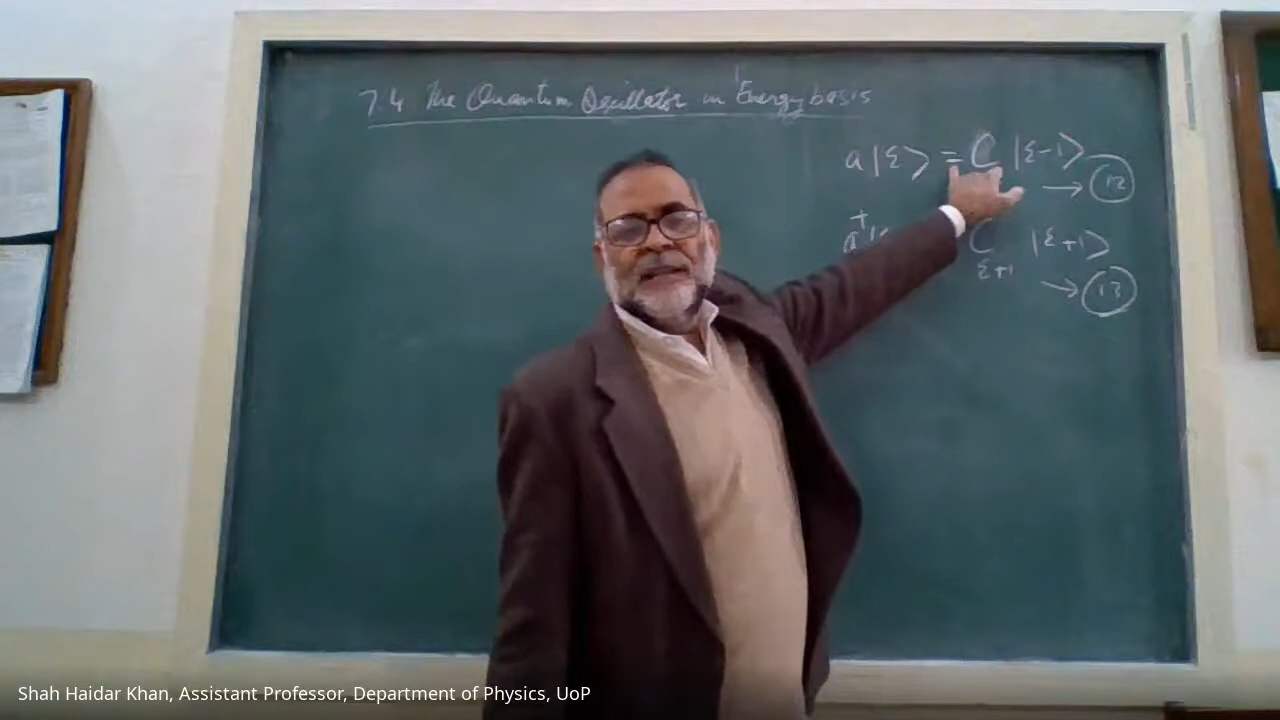 7.4 The Quantum Oscillator in Energy basis
a |ε> = C |ε-1>
→ 12
a† C ε+1 |ε+1>
→ 13
Shah Haidar Khan, Assistant Professor, Department of Physics, UoP